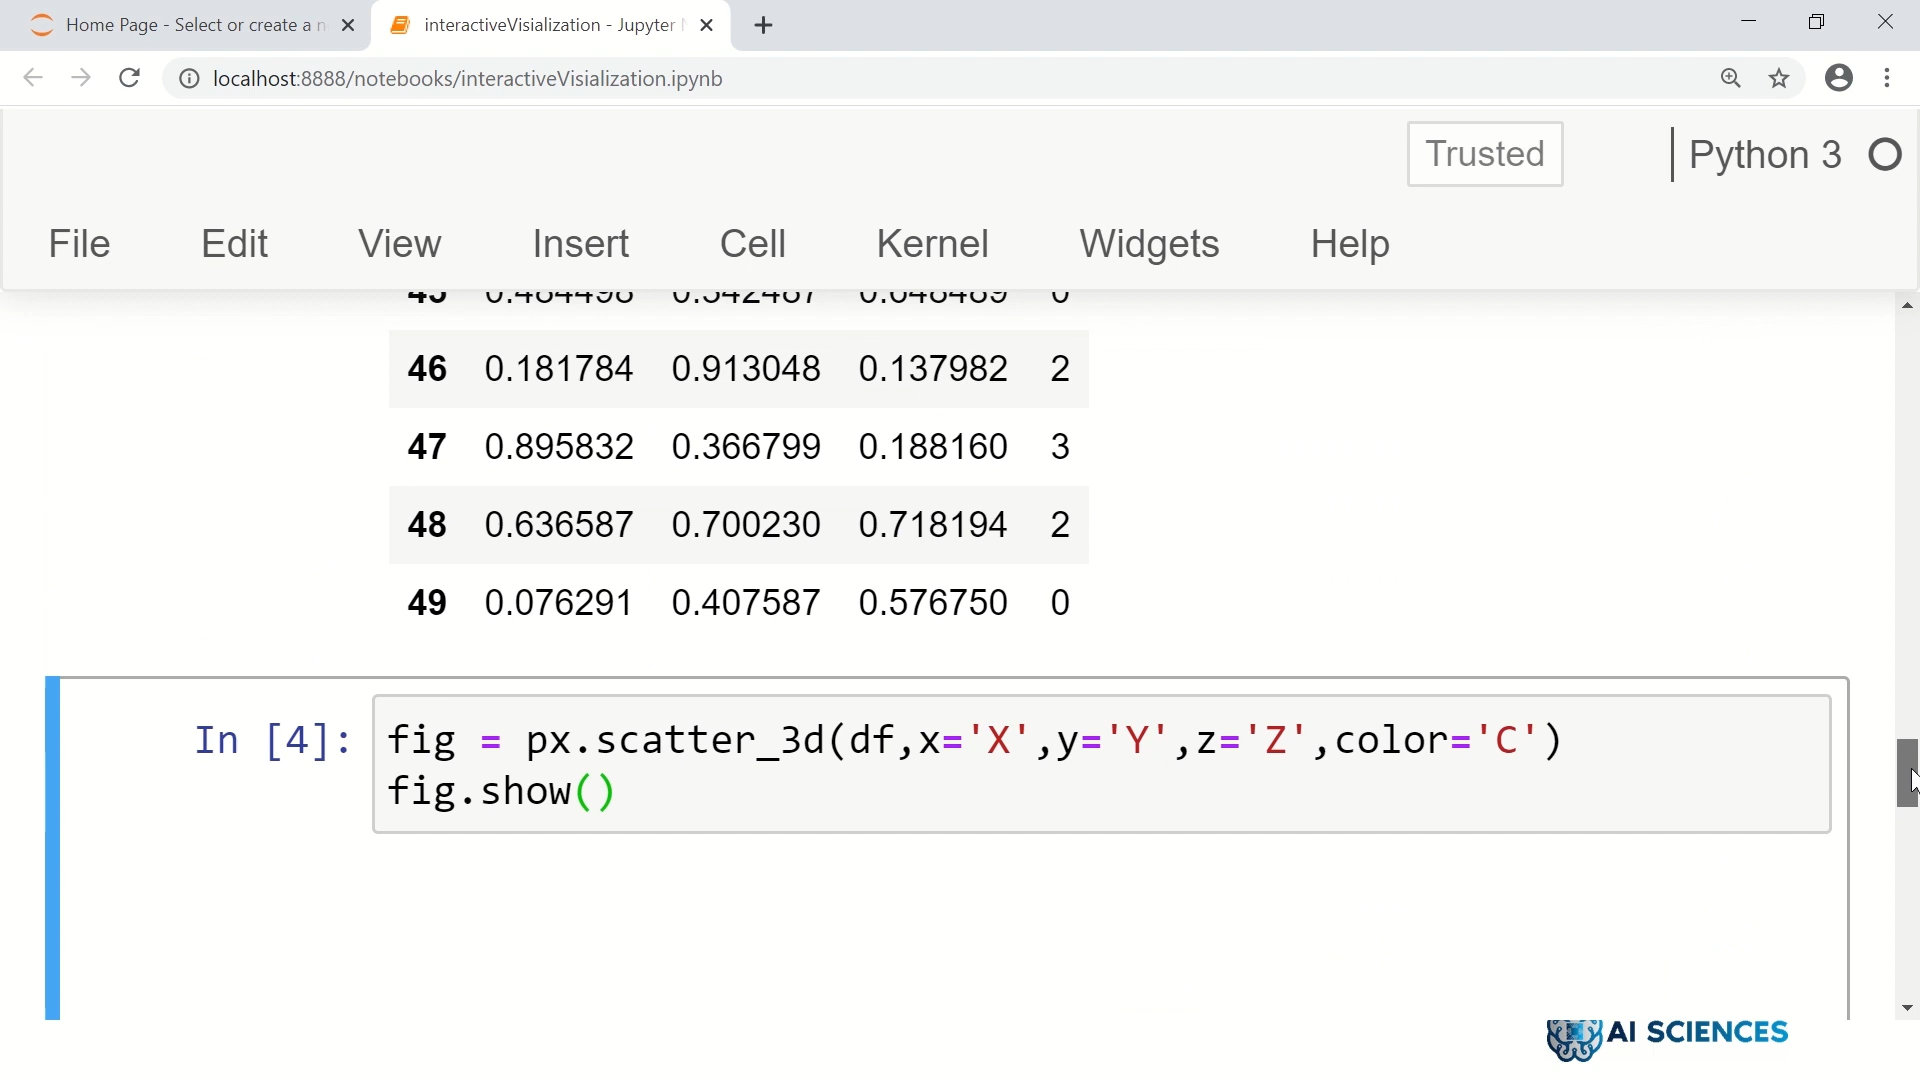 Home Page - Select or create a n
interactiveVisialization - Jupyter
localhost:8888/notebooks/interactiveVisialization.ipynb
Trusted
Python 3
File Edit View Insert Cell Kernel Widgets Help
46 0.181784 0.913048 0.137982 2
47 0.895832 0.366799 0.188160 3
48 0.636587 0.700230 0.718194 2
49 0.076291 0.407587 0.576750 0
In [4]: fig = px.scatter_3d(df,x='X',y='Y',z='Z',color='C')
fig.show()
AI SCIENCES